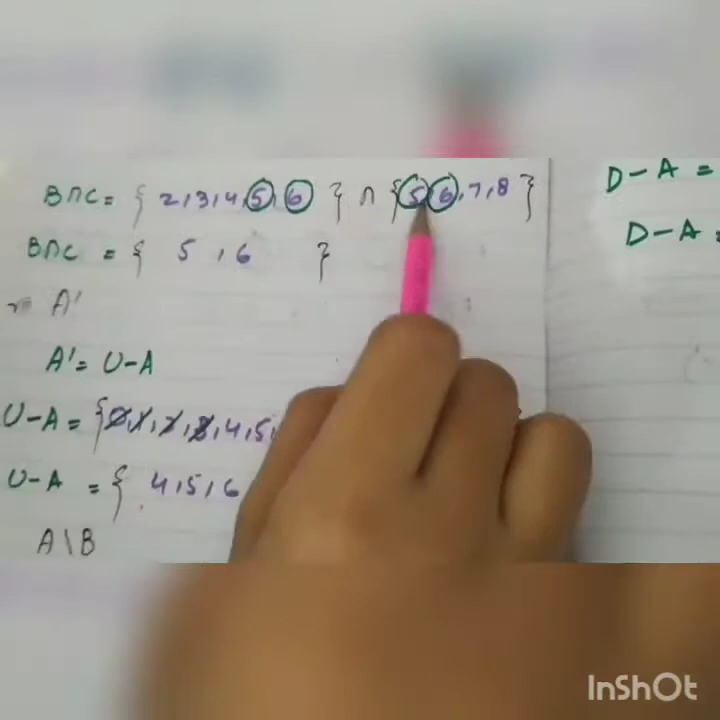 B∩C = { 2,3,4,5,6 } ∩ {5,6,7,8}
B∩C = { 5,6 }
A'
A' = U-A
U-A = {0,1,2,3,4,5,
U-A = { 4,5,6
A\B
D-A =
D-A =
InShOt